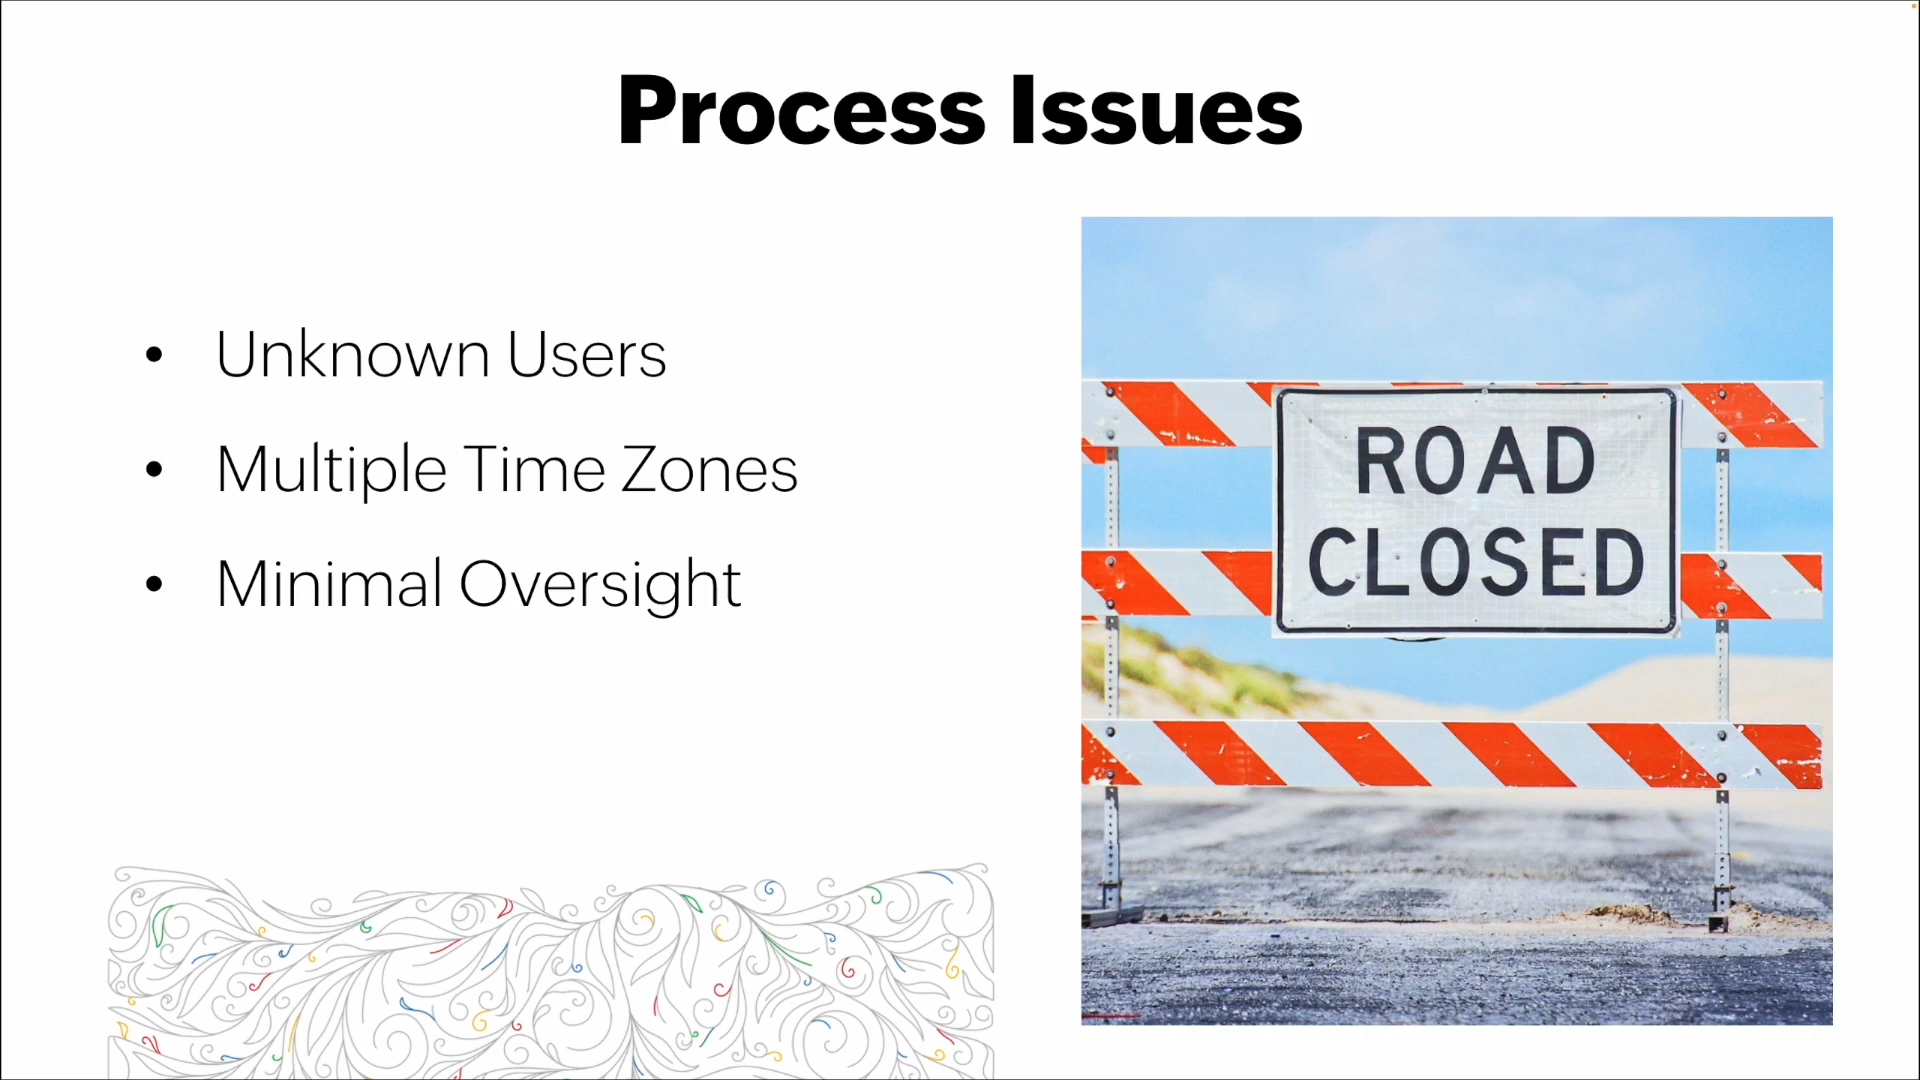 Process Issues
• Unknown Users
• Multiple Time Zones
• Minimal Oversight
ROAD
CLOSED